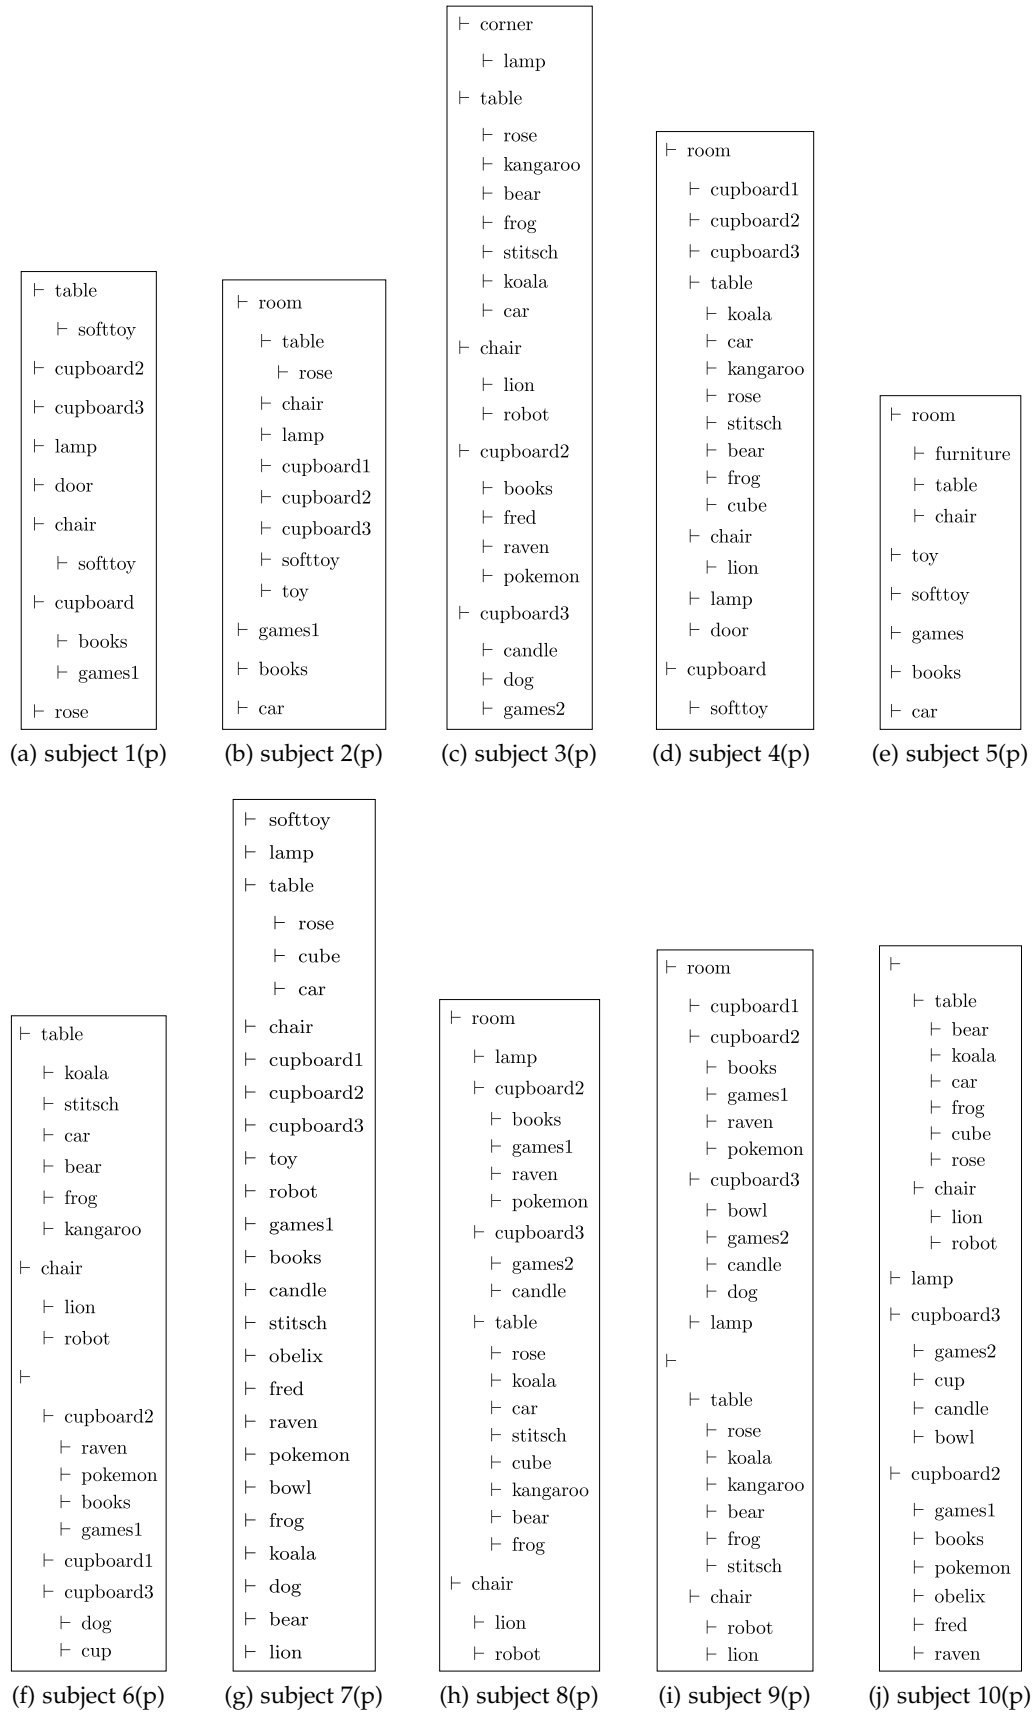 ⊢ table
⊢ softtoy
⊢ cupboard2
⊢ cupboard3
⊢ lamp
⊢ door
⊢ chair
⊢ softtoy
⊢ cupboard
⊢ books
⊢ games1
⊢ rose
(a) subject 1(p)
⊢ room
⊢ table
⊢ rose
⊢ chair
⊢ lamp
⊢ cupboard1
⊢ cupboard2
⊢ cupboard3
⊢ softtoy
⊢ toy
⊢ games1
⊢ books
⊢ car
(b) subject 2(p)
⊢ corner
⊢ lamp
⊢ table
⊢ rose
⊢ kangaroo
⊢ bear
⊢ frog
⊢ stitsch
⊢ koala
⊢ car
⊢ chair
⊢ lion
⊢ robot
⊢ cupboard2
⊢ books
⊢ fred
⊢ raven
⊢ pokemon
⊢ cupboard3
⊢ candle
⊢ dog
⊢ games2
(c) subject 3(p)
⊢ room
⊢ cupboard1
⊢ cupboard2
⊢ cupboard3
⊢ table
⊢ koala
⊢ car
⊢ kangaroo
⊢ rose
⊢ stitsch
⊢ bear
⊢ frog
⊢ cube
⊢ chair
⊢ lion
⊢ lamp
⊢ door
⊢ cupboard
⊢ softtoy
(d) subject 4(p)
⊢ room
⊢ furniture
⊢ table
⊢ chair
⊢ toy
⊢ softtoy
⊢ games
⊢ books
⊢ car
(e) subject 5(p)
⊢ table
⊢ koala
⊢ stitsch
⊢ car
⊢ bear
⊢ frog
⊢ kangaroo
⊢ chair
⊢ lion
⊢ robot
⊢
⊢ cupboard2
⊢ raven
⊢ pokemon
⊢ books
⊢ games1
⊢ cupboard1
⊢ cupboard3
⊢ dog
⊢ cup
(f) subject 6(p)
⊢ softtoy
⊢ lamp
⊢ table
⊢ rose
⊢ cube
⊢ car
⊢ chair
⊢ cupboard1
⊢ cupboard2
⊢ cupboard3
⊢ toy
⊢ robot
⊢ games1
⊢ books
⊢ candle
⊢ stitsch
⊢ obelix
⊢ fred
⊢ raven
⊢ pokemon
⊢ bowl
⊢ frog
⊢ koala
⊢ dog
⊢ bear
⊢ lion
(g) subject 7(p)
⊢ room
⊢ lamp
⊢ cupboard2
⊢ books
⊢ games1
⊢ raven
⊢ pokemon
⊢ cupboard3
⊢ games2
⊢ candle
⊢ table
⊢ rose
⊢ koala
⊢ car
⊢ stitsch
⊢ cube
⊢ kangaroo
⊢ bear
⊢ frog
⊢ chair
⊢ lion
⊢ robot
(h) subject 8(p)
⊢ room
⊢ cupboard1
⊢ cupboard2
⊢ books
⊢ games1
⊢ raven
⊢ pokemon
⊢ cupboard3
⊢ bowl
⊢ games2
⊢ candle
⊢ dog
⊢ lamp
⊢
⊢ table
⊢ rose
⊢ koala
⊢ kangaroo
⊢ bear
⊢ frog
⊢ stitsch
⊢ chair
⊢ robot
⊢ lion
(i) subject 9(p)
⊢
⊢ table
⊢ bear
⊢ koala
⊢ car
⊢ frog
⊢ cube
⊢ rose
⊢ chair
⊢ lion
⊢ robot
⊢ lamp
⊢ cupboard3
⊢ games2
⊢ cup
⊢ candle
⊢ bowl
⊢ cupboard2
⊢ games1
⊢ books
⊢ pokemon
⊢ obelix
⊢ fred
⊢ raven
(j) subject 10(p)